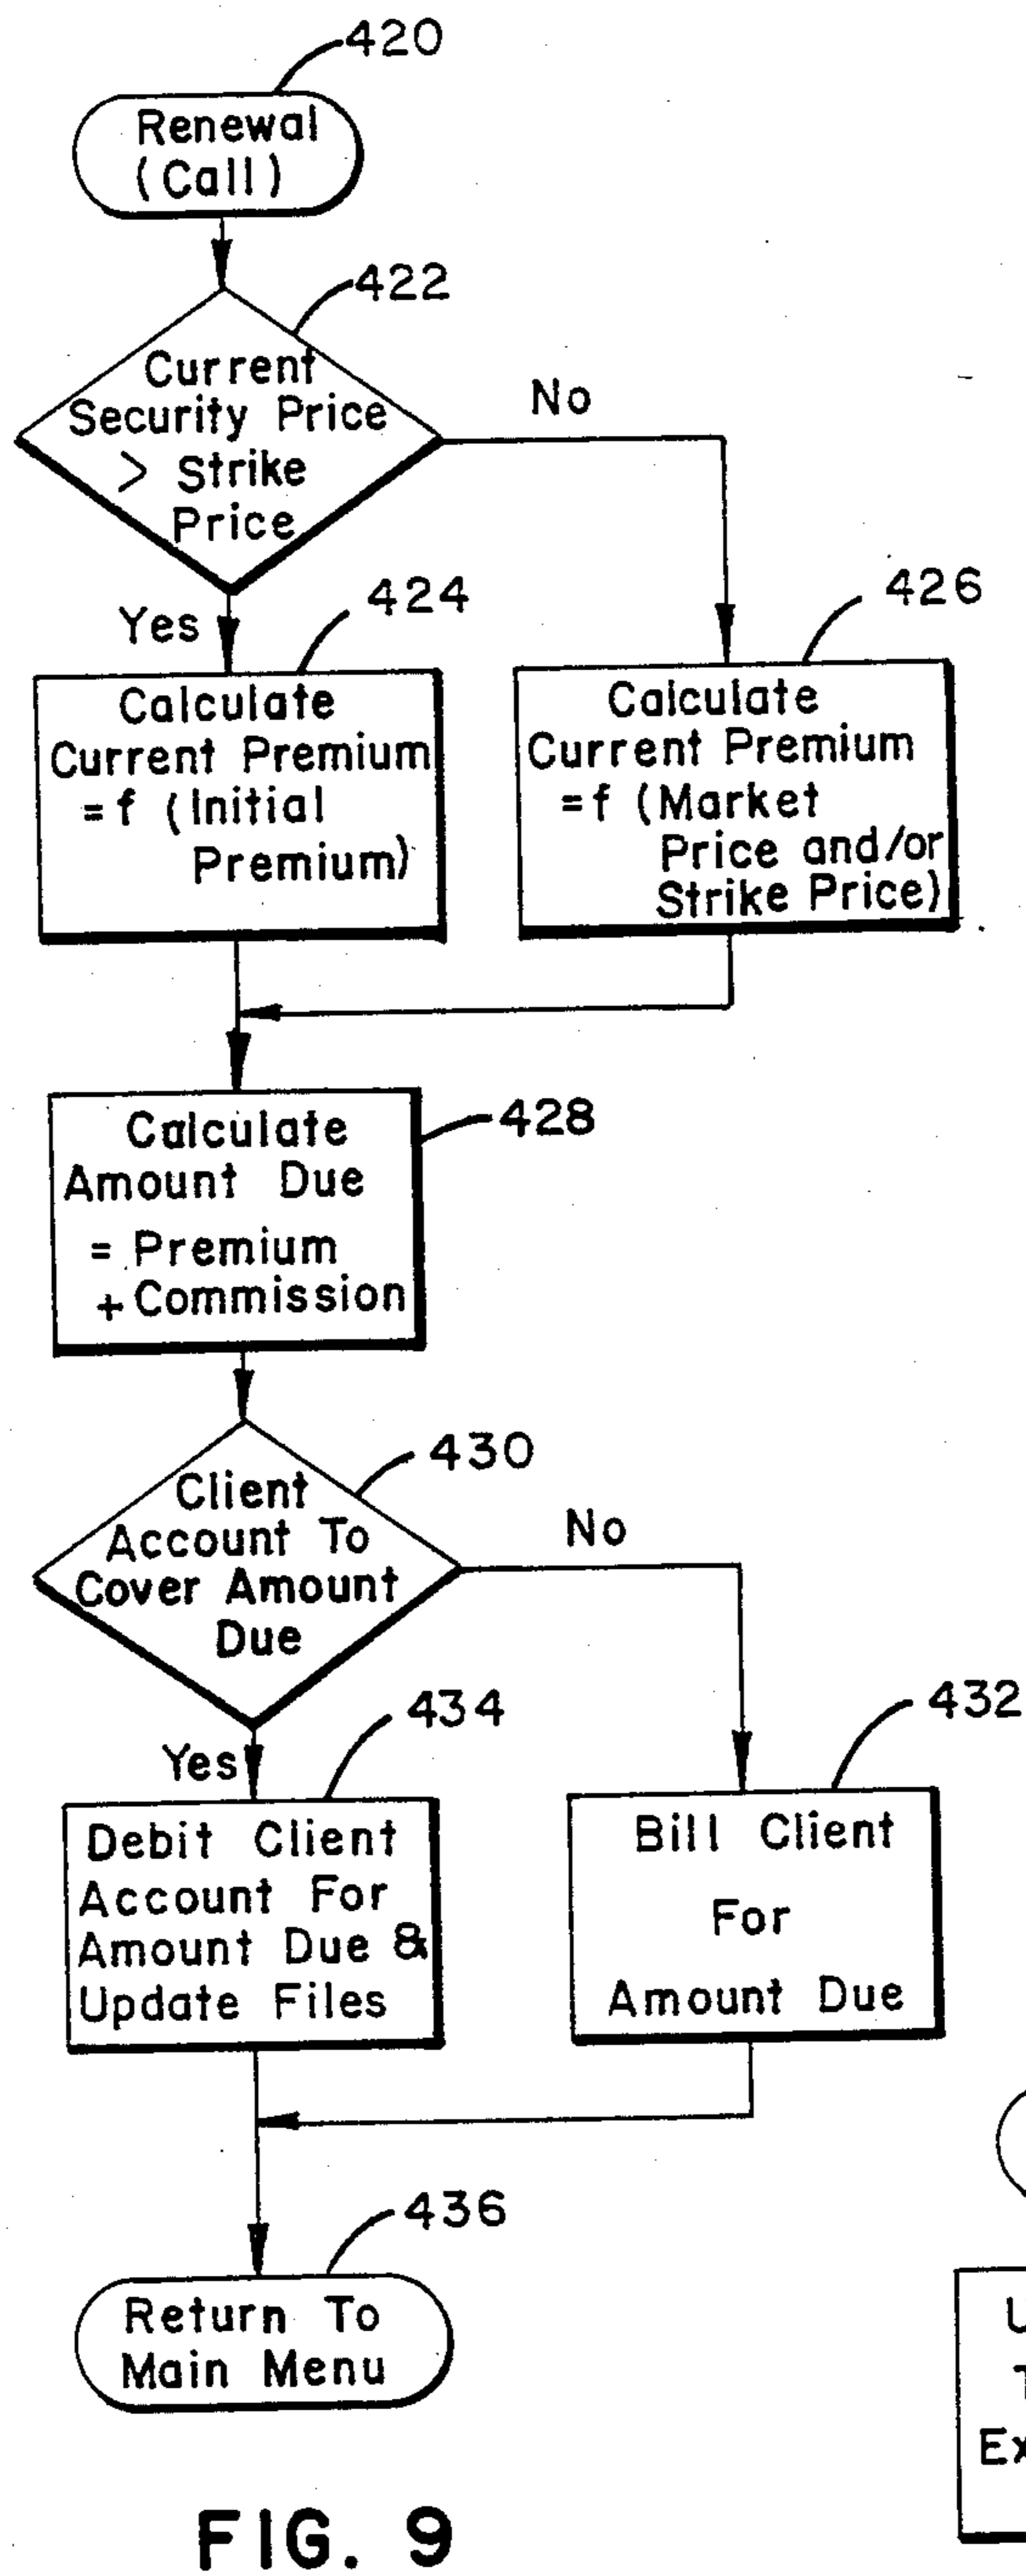 420
Renewal
(Call)
422
Current
Security Price
> Strike
Price
No
Yes
424
426
Calculate
Current Premium
= f (Initial
Premium)
Calculate
Current Premium
= f (Market
Price and/or
Strike Price)
428
Calculate
Amount Due
= Premium
+ Commission
430
Client
Account To
Cover Amount
Due
No
Yes
434
432
Debit Client
Account For
Amount Due &
Update Files
Bill Client
For
Amount Due
436
Return To
Main Menu
FIG. 9